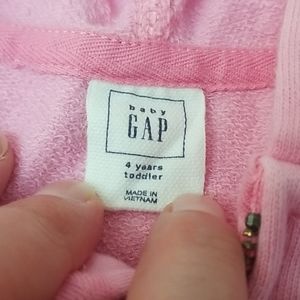 baby
GAP
4 years
toddler
MADE IN
VIETNAM